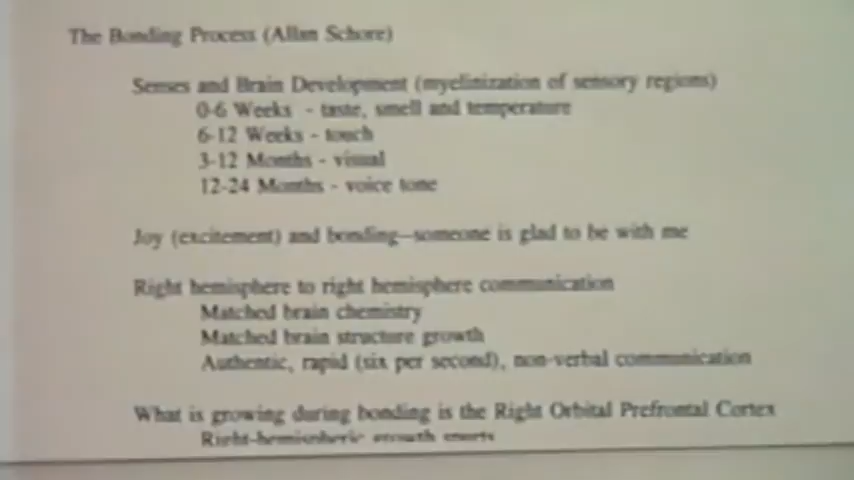 The Bonding Process (Allan Schore)
Senses and Brain Development (myelinization of sensory regions)
0-6 Weeks - taste, smell and temperature
6-12 Weeks - touch
3-12 Months - visual
12-24 Months - voice tone
Joy (excitement) and bonding--someone is glad to be with me
Right hemisphere to right hemisphere communication
Matched brain chemistry
Matched brain structure growth
Authentic, rapid (six per second), non-verbal communication
What is growing during bonding is the Right Orbital Prefrontal Cortex
Right-hemispheric growth spurts